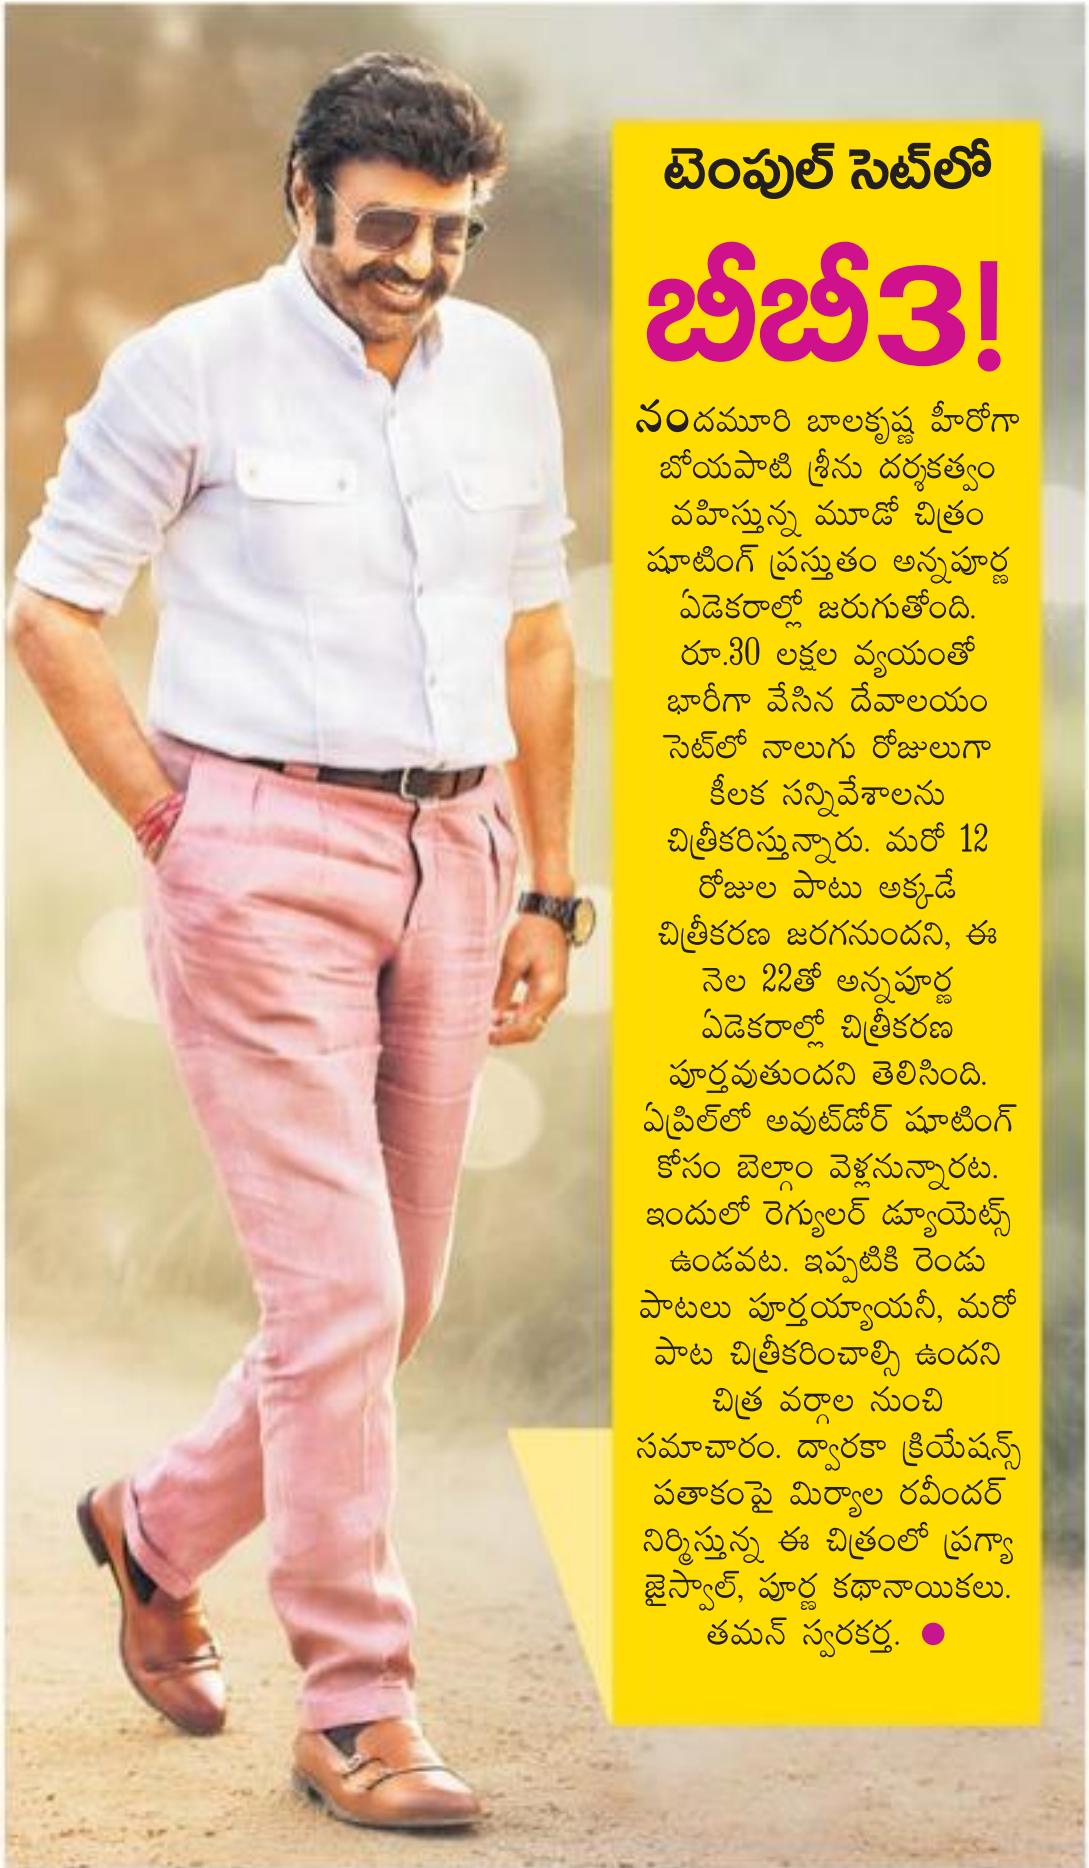 టెంపుల్ సెట్‌లో
బీబీ3!
నందమూరి బాలకృష్ణ హీరోగా
బోయపాటి శ్రీను దర్శకత్వం
వహిస్తున్న మూడో చిత్రం
షూటింగ్ ప్రస్తుతం అన్నపూర్ణ
ఏడెకరాల్లో జరుగుతోంది.
రూ.30 లక్షల వ్యయంతో
భారీగా వేసిన దేవాలయం
సెట్‌లో నాలుగు రోజులుగా
కీలక సన్నివేశాలను
చిత్రీకరిస్తున్నారు. మరో 12
రోజుల పాటు అక్కడే
చిత్రీకరణ జరగనుందని, ఈ
నెల 22తో అన్నపూర్ణ
ఏడెకరాల్లో చిత్రీకరణ
పూర్తవుతుందని తెలిసింది.
ఏప్రిల్‌లో అవుట్‌డోర్ షూటింగ్
కోసం బెల్గాం వెళ్లనున్నారట.
ఇందులో రెగ్యులర్ డ్యూయెట్స్
ఉండవట. ఇప్పటికి రెండు
పాటలు పూర్తయ్యాయనీ, మరో
పాట చిత్రీకరించాల్సి ఉందని
చిత్ర వర్గాల నుంచి
సమాచారం. ద్వారకా క్రియేషన్స్
పతాకంపై మిర్యాల రవీందర్
నిర్మిస్తున్న ఈ చిత్రంలో ప్రగ్యా
జైస్వాల్, పూర్ణ కథానాయికలు.
తమన్ స్వరకర్త. ●